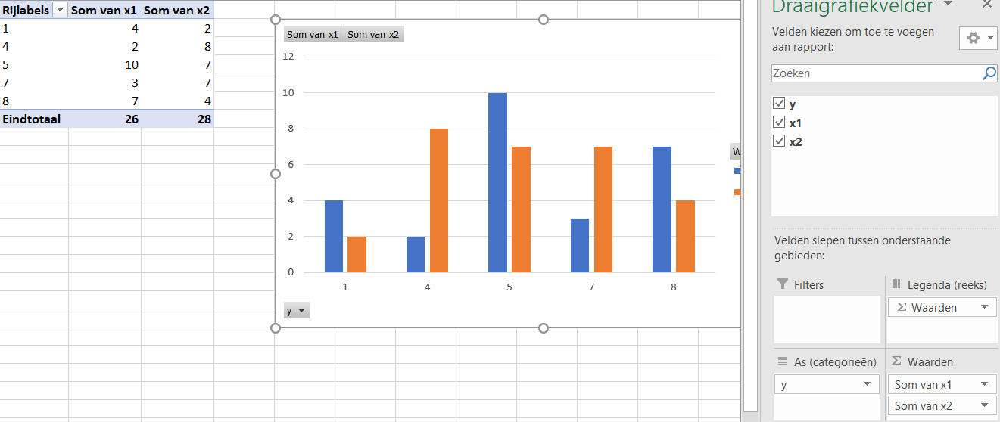 Rijlabels Som van x1 Som van x2
1 4 2
4 2 8
5 10 7
7 3 7
8 7 4
Eindtotaal 26 28
Som van x1 Som van x2
12
10
8
6
4
2
0
1 4 5 7 8
y
W
Draaigrafiekvelder
Velden kiezen om toe te voegen
aan rapport:
Zoeken
y
x1
x2
Velden slepen tussen onderstaande
gebieden:
Filters
Legenda (reeks)
Σ Waarden
As (categorieën)
y
Σ Waarden
Som van x1
Som van x2